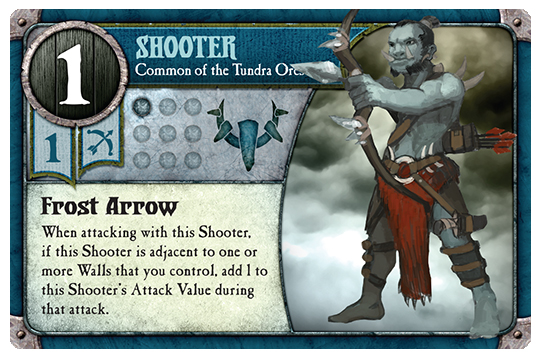 1
SHOOTER
Common of the Tundra Orcs
1
Frost Arrow
When attacking with this Shooter,
if this Shooter is adjacent to one or
more Walls that you control, add 1 to
this Shooter's Attack Value during
that attack.